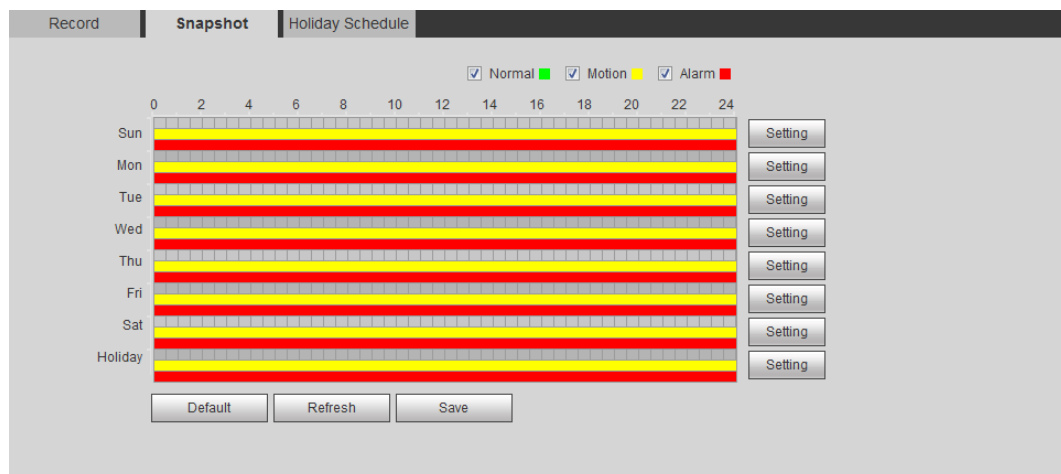 Record Snapshot Holiday Schedule
Normal Motion Alarm
0 2 4 6 8 10 12 14 16 18 20 22 24
Sun Setting
Mon Setting
Tue Setting
Wed Setting
Thu Setting
Fri Setting
Sat Setting
Holiday Setting
Default Refresh Save